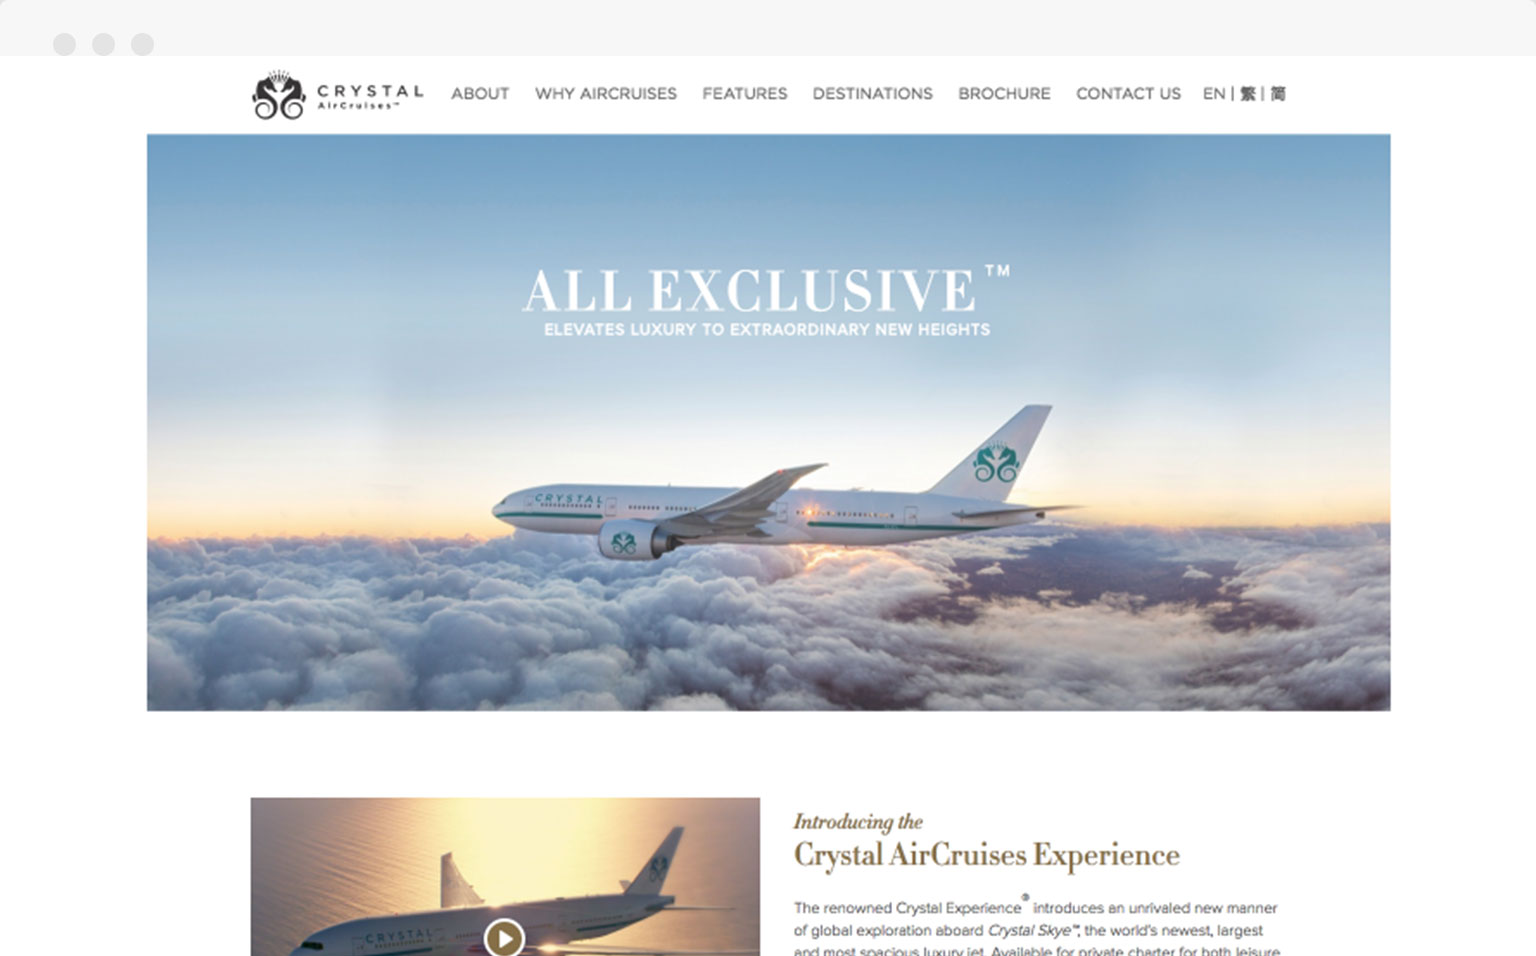 CRYSTAL
AirCruises™
ABOUT WHY AIRCRUISES FEATURES DESTINATIONS BROCHURE CONTACT US EN | 繁 | 简
ALL EXCLUSIVE™
ELEVATES LUXURY TO EXTRAORDINARY NEW HEIGHTS
CRYSTAL
Introducing the
Crystal AirCruises Experience
The renowned Crystal Experience® introduces an unrivaled new manner
of global exploration aboard Crystal Skye™, the world's newest, largest
and most spacious luxury jet. Available for private charter for both leisure
CRYSTAL